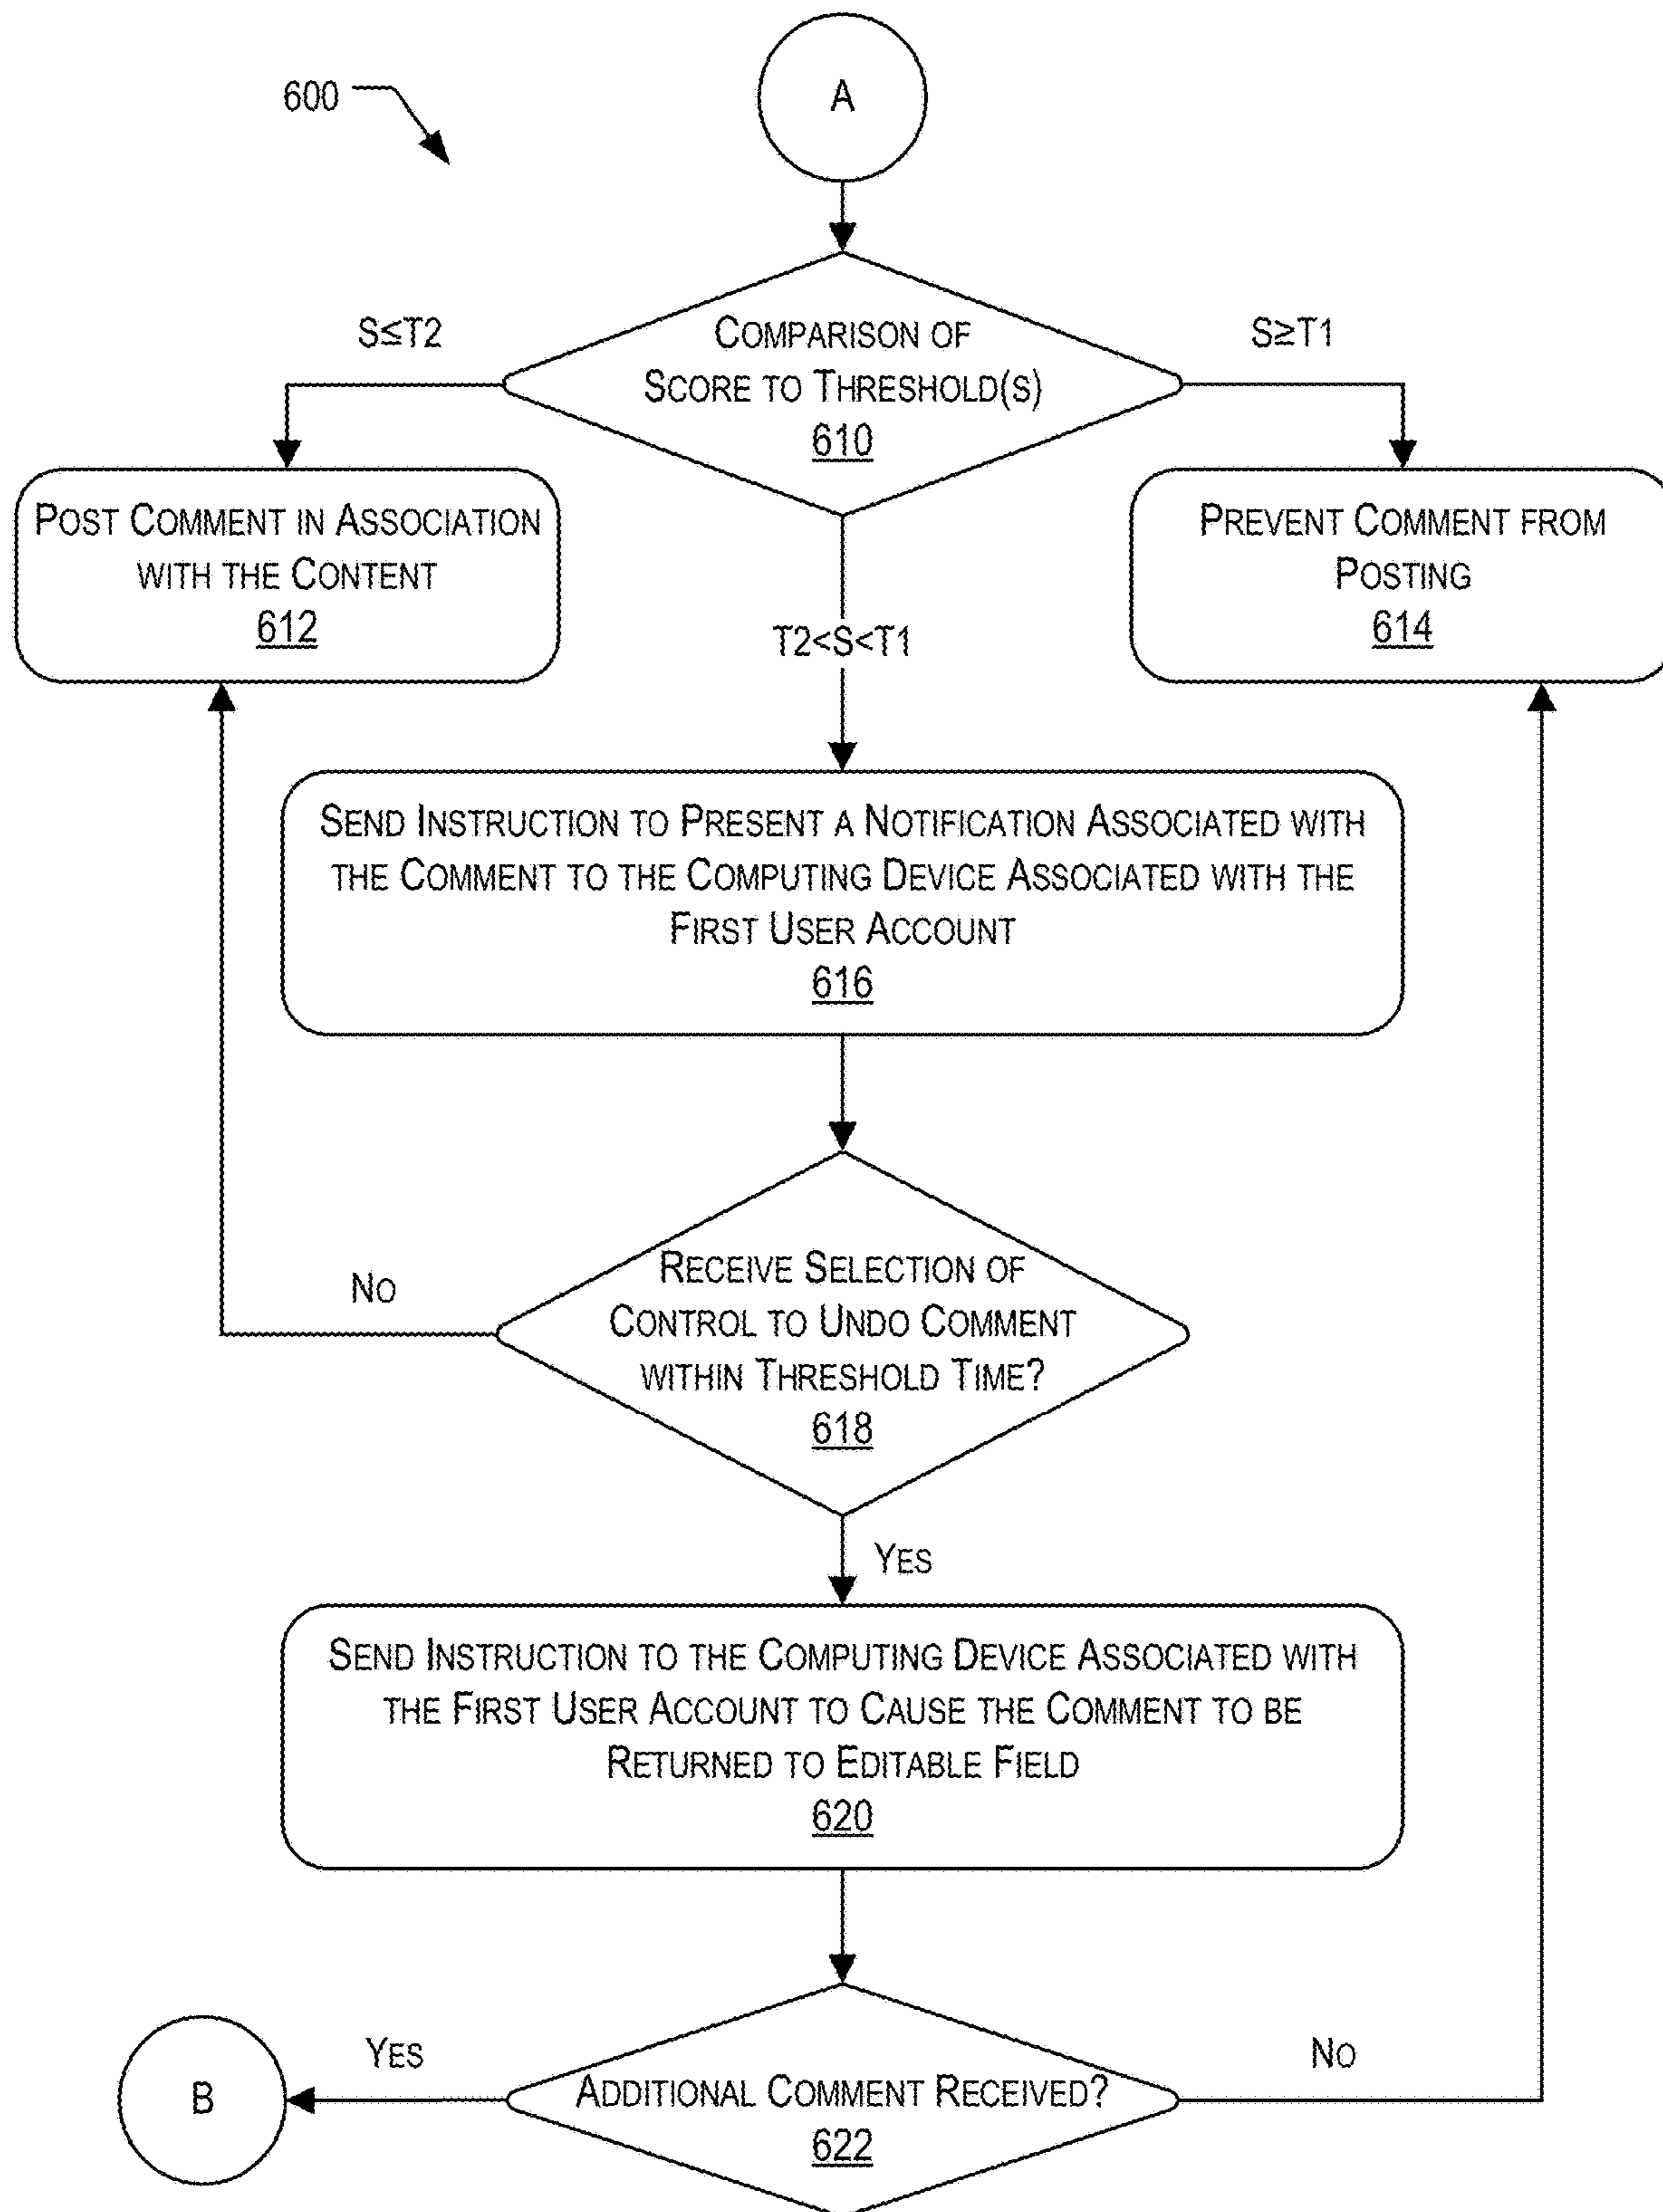 600
A
S≤T2
COMPARISON OF
SCORE TO THRESHOLD(S)
610
S≥T1
POST COMMENT IN ASSOCIATION
WITH THE CONTENT
612
PREVENT COMMENT FROM
POSTING
614
T2<S<T1
SEND INSTRUCTION TO PRESENT A NOTIFICATION ASSOCIATED WITH
THE COMMENT TO THE COMPUTING DEVICE ASSOCIATED WITH THE
FIRST USER ACCOUNT
616
RECEIVE SELECTION OF
CONTROL TO UNDO COMMENT
WITHIN THRESHOLD TIME?
618
NO
YES
SEND INSTRUCTION TO THE COMPUTING DEVICE ASSOCIATED WITH
THE FIRST USER ACCOUNT TO CAUSE THE COMMENT TO BE
RETURNED TO EDITABLE FIELD
620
B
YES
ADDITIONAL COMMENT RECEIVED?
622
NO